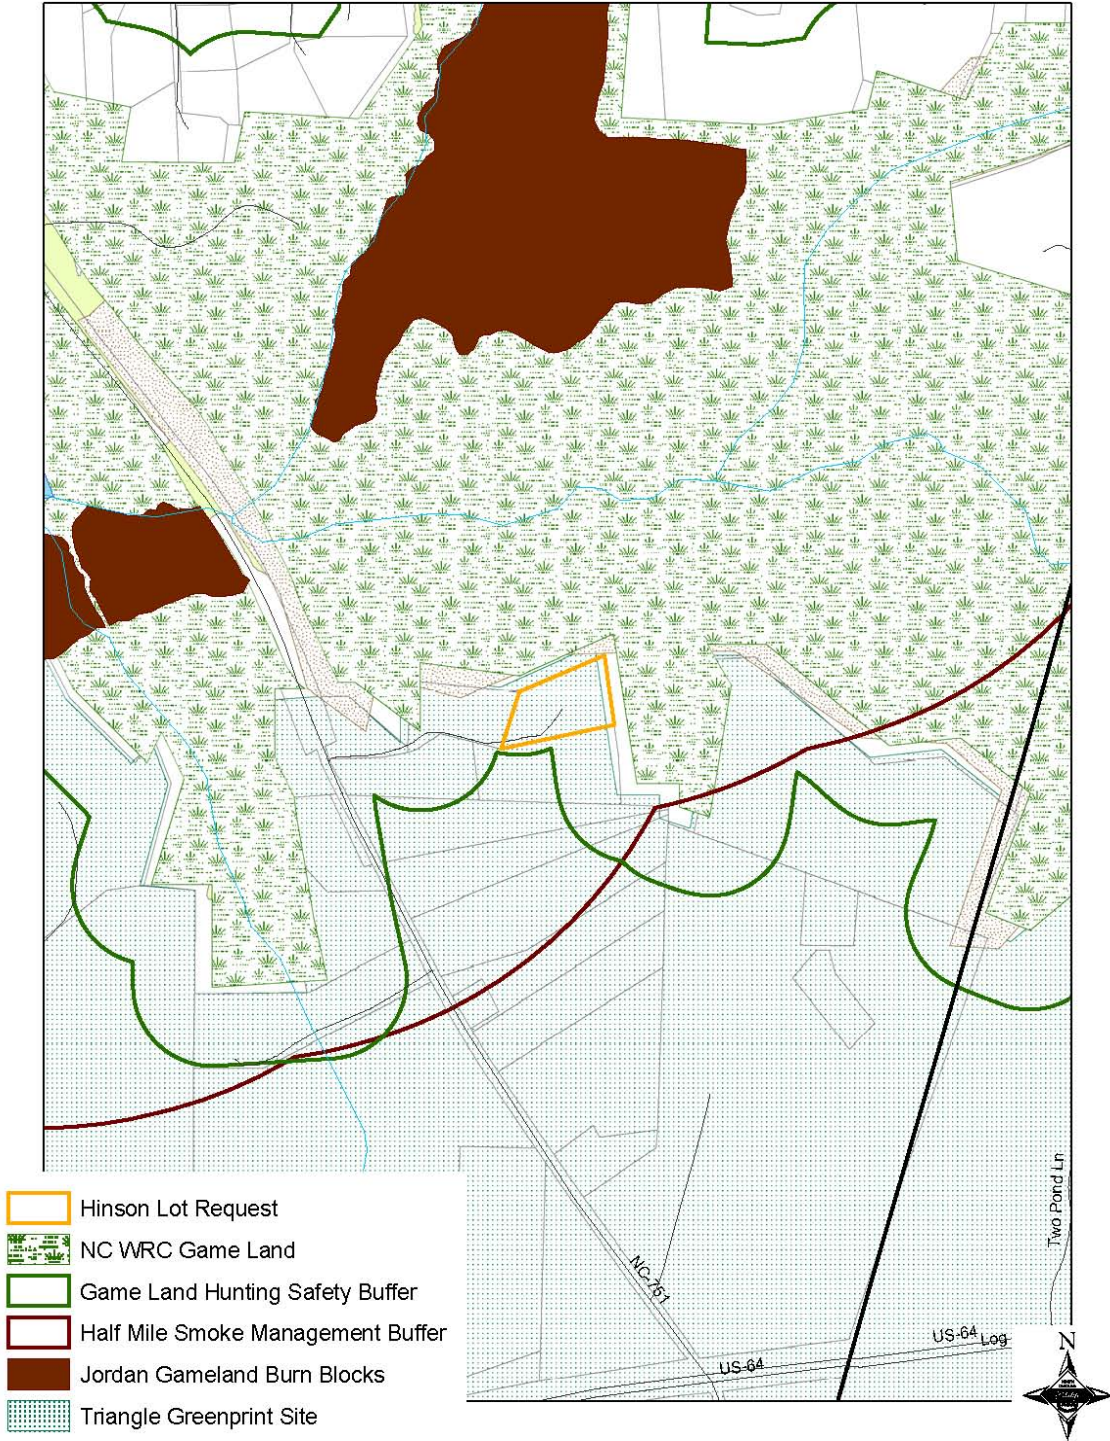 Two Pond Ln
NC-751
US-64
US-64
Log
N
Hinson Lot Request
NC WRC Game Land
Game Land Hunting Safety Buffer
Half Mile Smoke Management Buffer
Jordan Gameland Burn Blocks
Triangle Greenprint Site